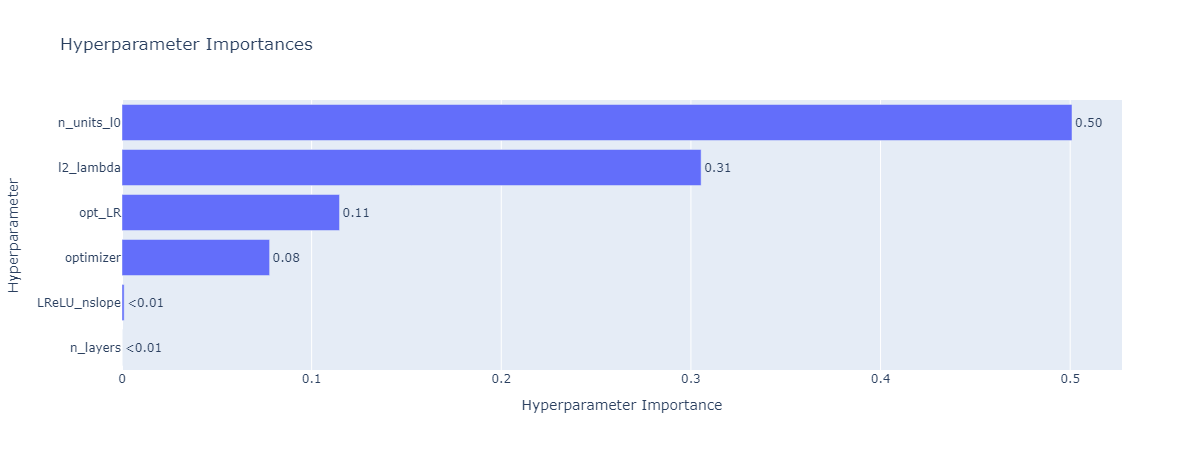 Hyperparameter Importances
Hyperparameter
n_units_l0 0.50
l2_lambda 0.31
opt_LR 0.11
optimizer 0.08
LReLU_nslope <0.01
n_layers <0.01
0 0.1 0.2 0.3 0.4 0.5
Hyperparameter Importance